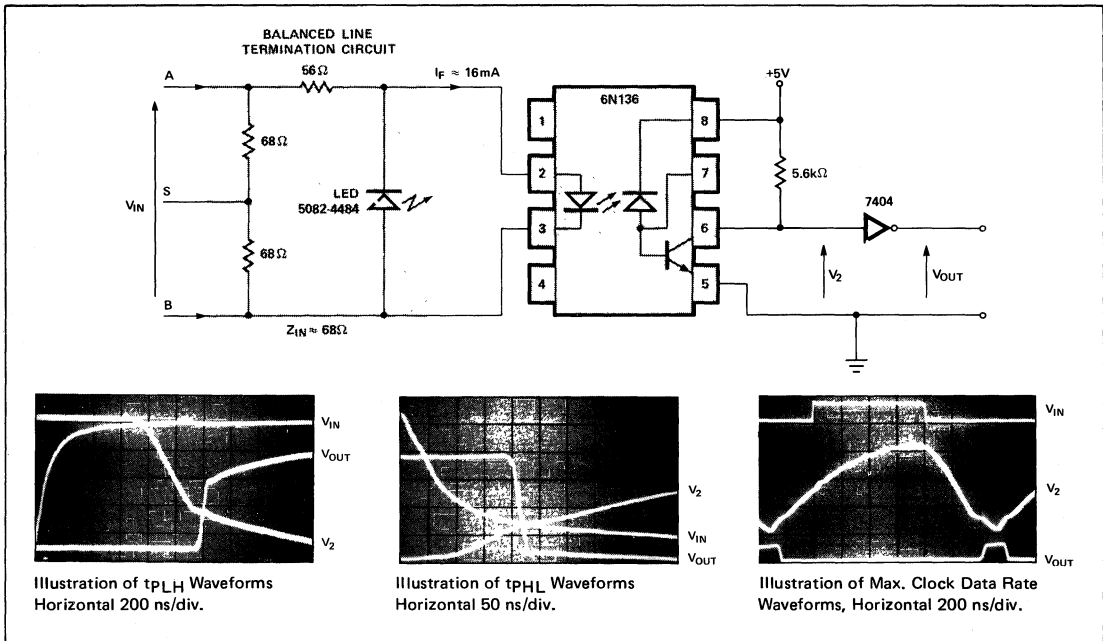 BALANCED LINE
TERMINATION CIRCUIT
A
56Ω
IF ≈ 16mA
+5V
6N136
1
8
68Ω
2
7
5.6kΩ
S
VIN
LED
5082-4484
7404
3
6
68Ω
4
5
V2
VOUT
B
ZIN ≈ 68Ω
VIN
VOUT
V2
V2
VIN
VOUT
VIN
V2
VOUT
Illustration of tPLH Waveforms
Horizontal 200 ns/div.
Illustration of tPHL Waveforms
Horizontal 50 ns/div.
Illustration of Max. Clock Data Rate
Waveforms, Horizontal 200 ns/div.